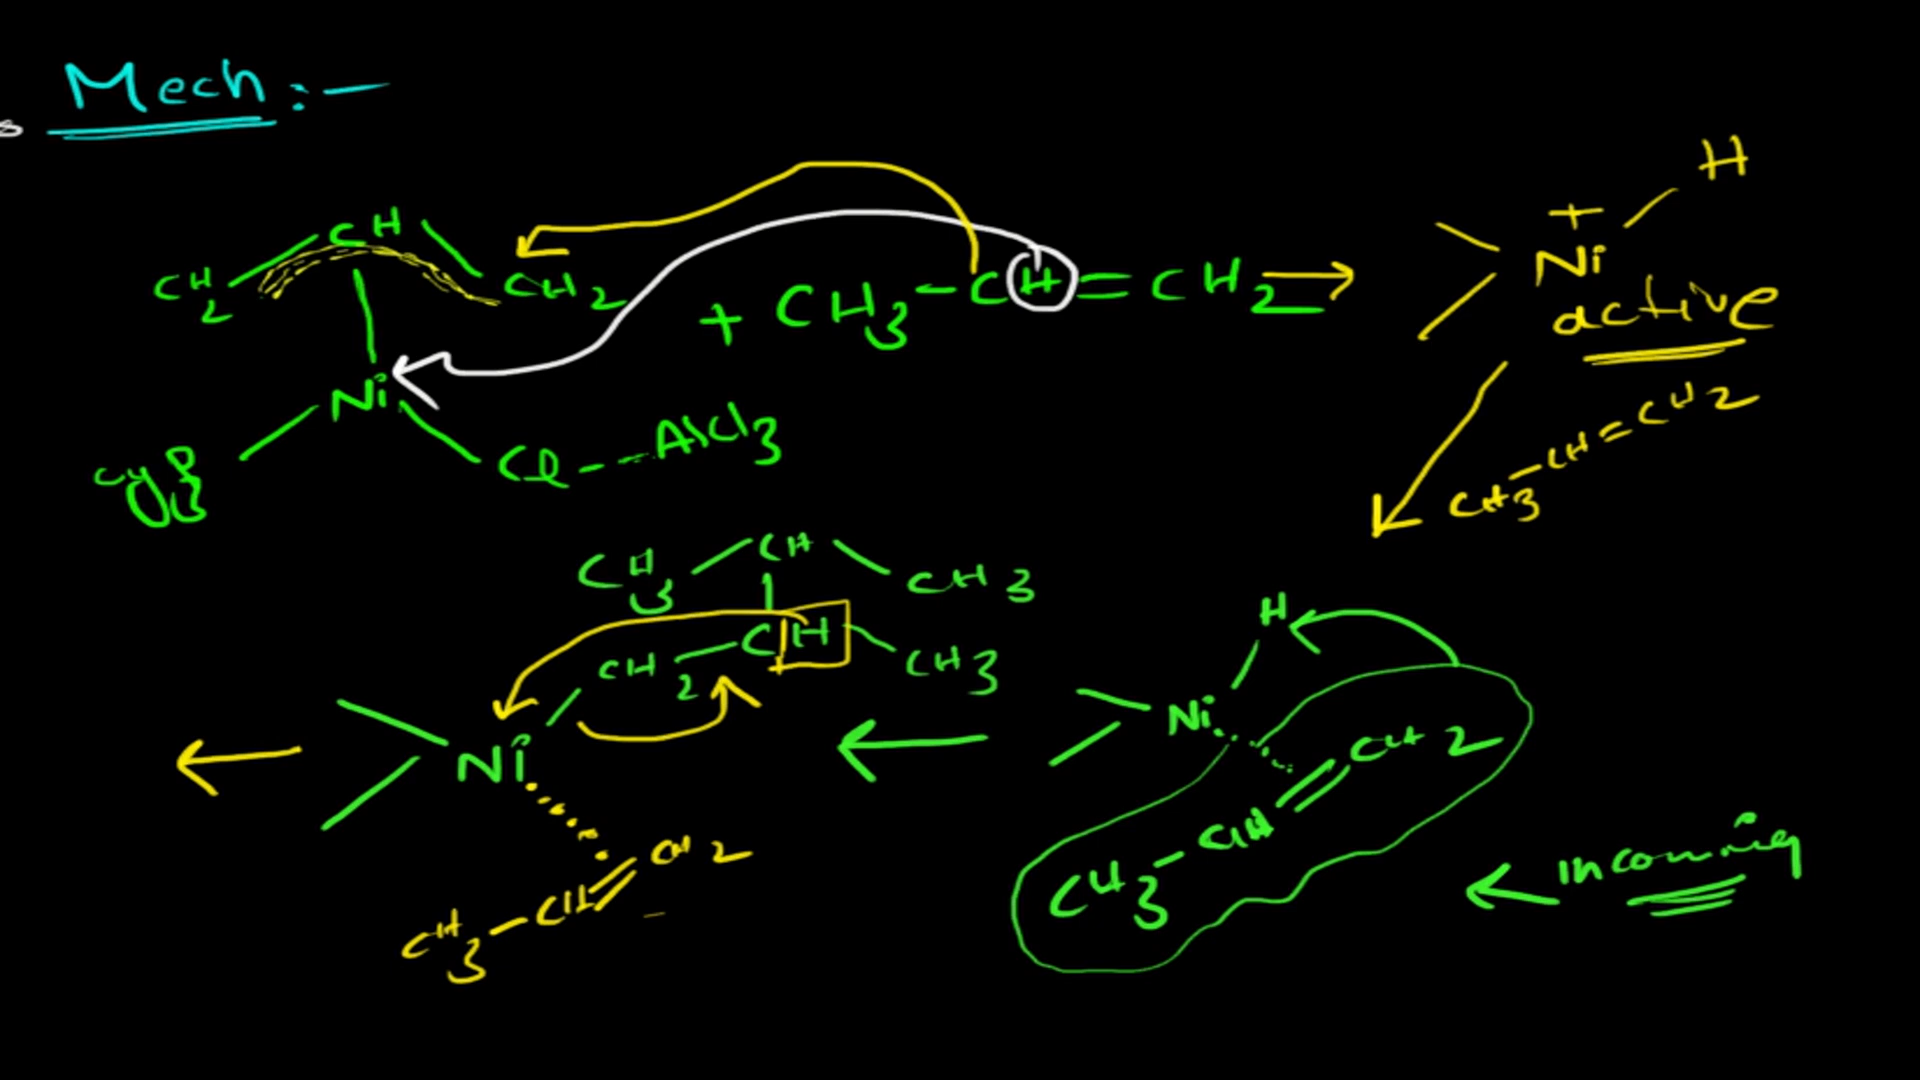 s Mech:-
CH
CH2 CH2 + CH3-CH=CH2 → Ni+ H
active
Ni
Cl---AlCl3
CH3-CH=CH2
CH3 CH CH3
CH2 CH CH3
Ni
CH3-CH=CH2
H
Ni
CH3-CH=CH2
← incoming